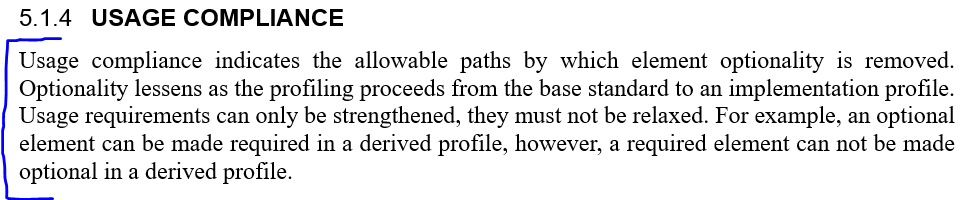 5.1.4 USAGE COMPLIANCE
Usage compliance indicates the allowable paths by which element optionality is removed.
Optionality lessens as the profiling proceeds from the base standard to an implementation profile.
Usage requirements can only be strengthened, they must not be relaxed. For example, an optional
element can be made required in a derived profile, however, a required element can not be made
optional in a derived profile.